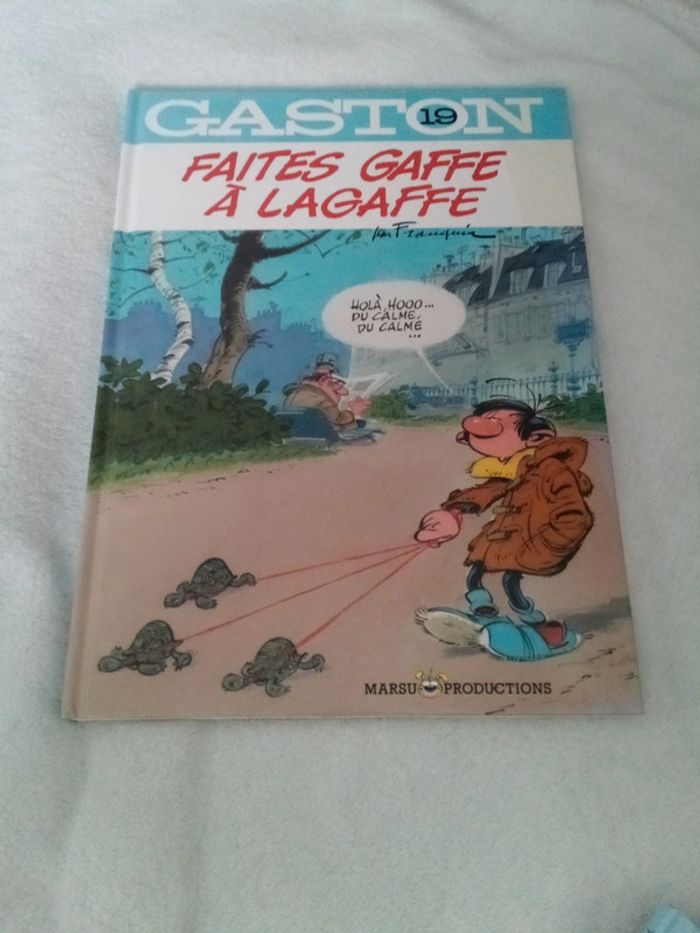 GASTON 19
FAITES GAFFE
À LAGAFFE
par Franquin
HOLÀ, HOOO...
DU CALME,
DU CALME
...
MARSU PRODUCTIONS